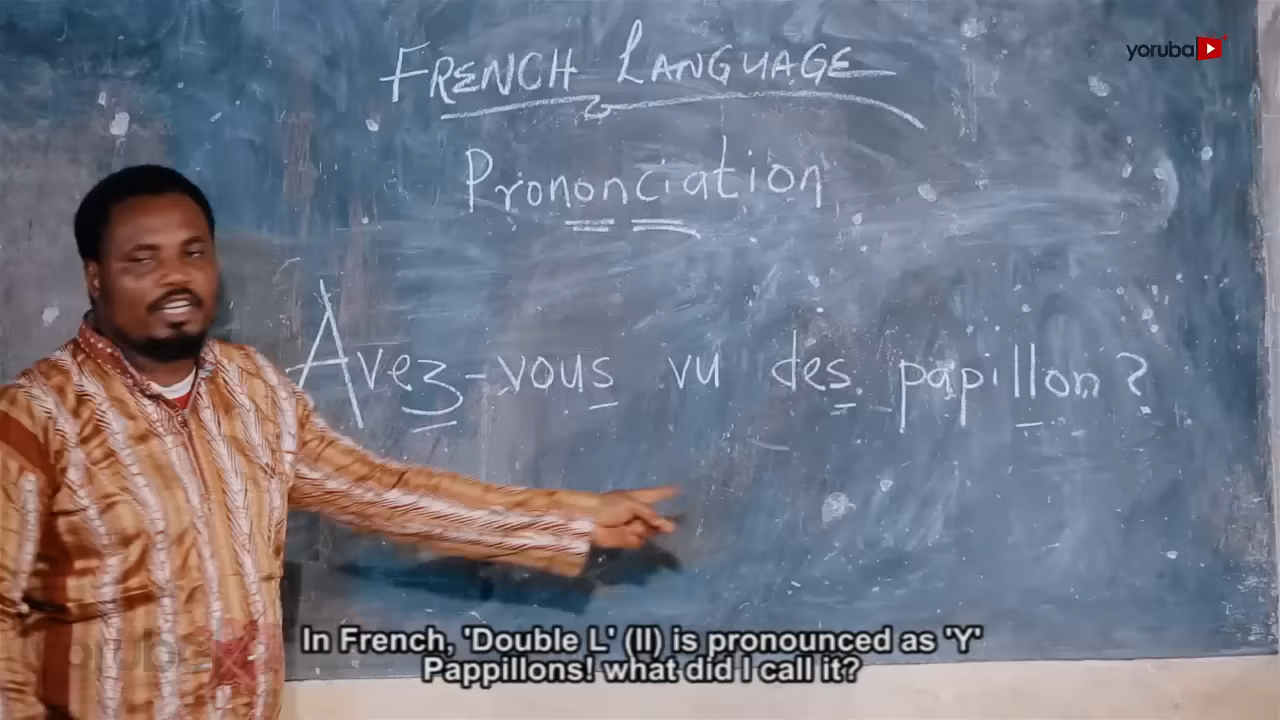 yoruba
FRENCH LANGUAGE
Prononciation
Avez-vous vu des papillon?
In French, 'Double L' (ll) is pronounced as 'Y'
Pappillons! what did I call it?